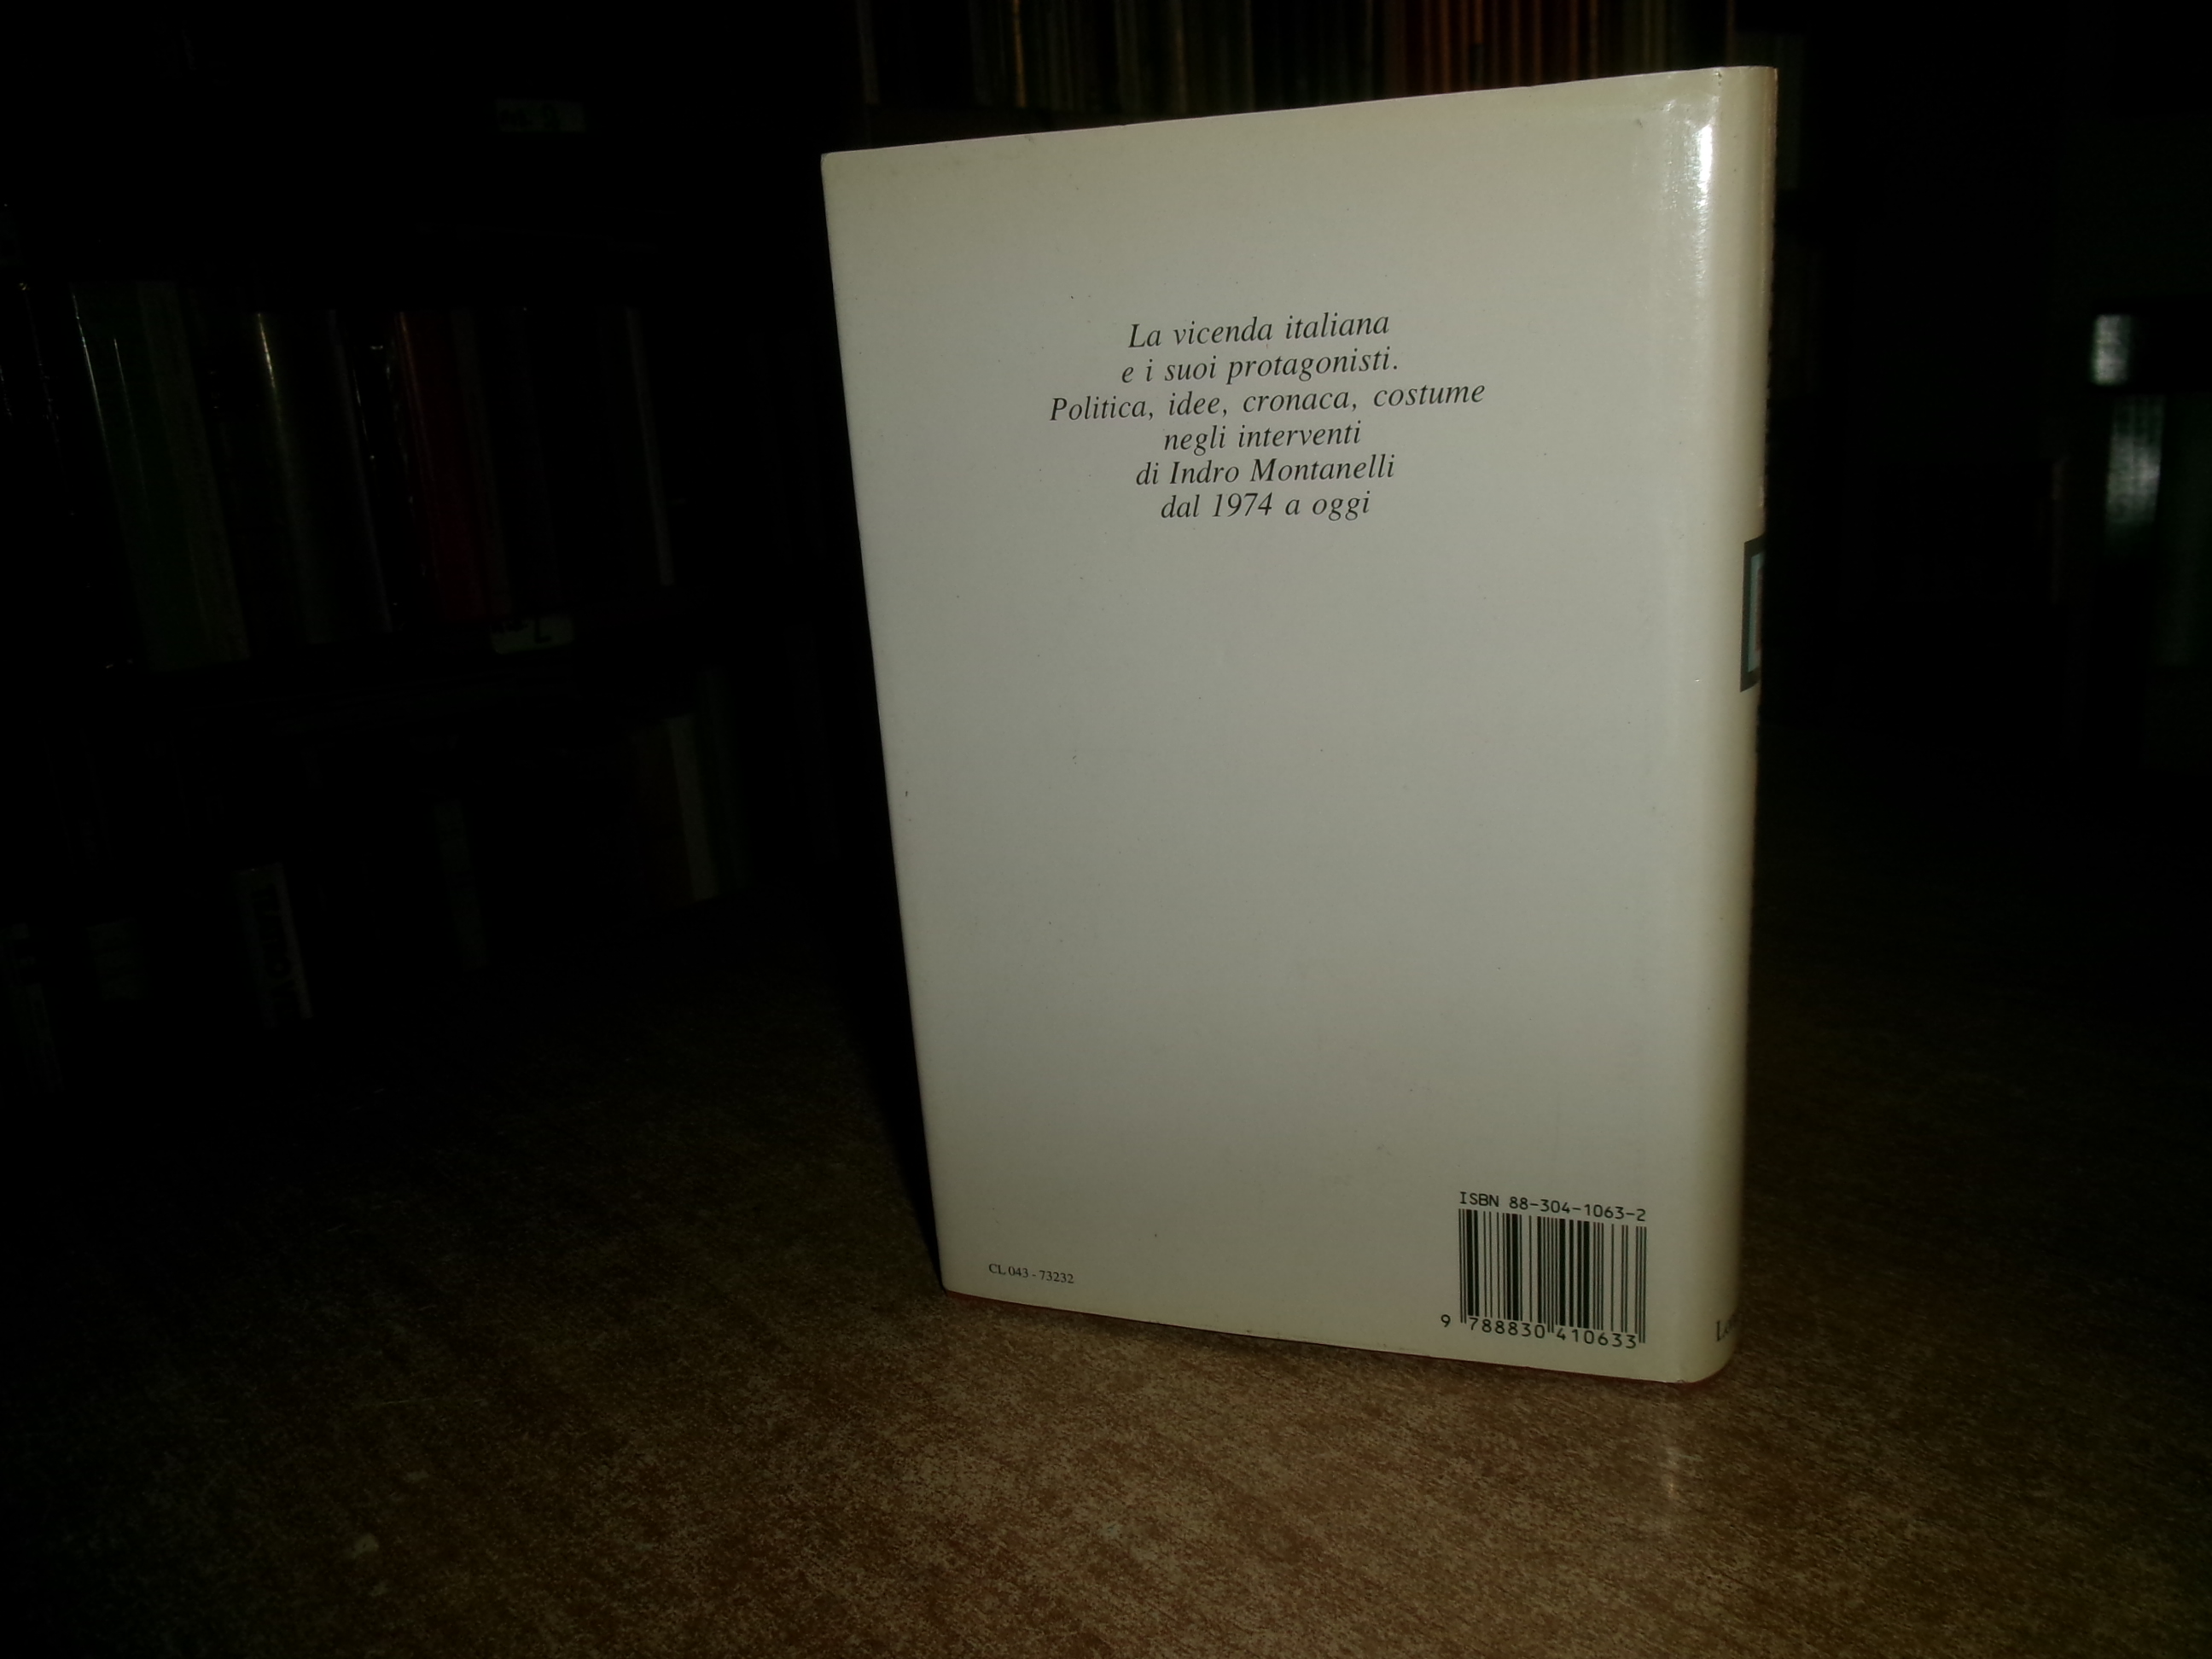 La vicenda italiana
e i suoi protagonisti.
Politica, idee, cronaca, costume
negli interventi
di Indro Montanelli
dal 1974 a oggi
CL 043 - 73232
ISBN 88-304-1063-2
9 788830 410633